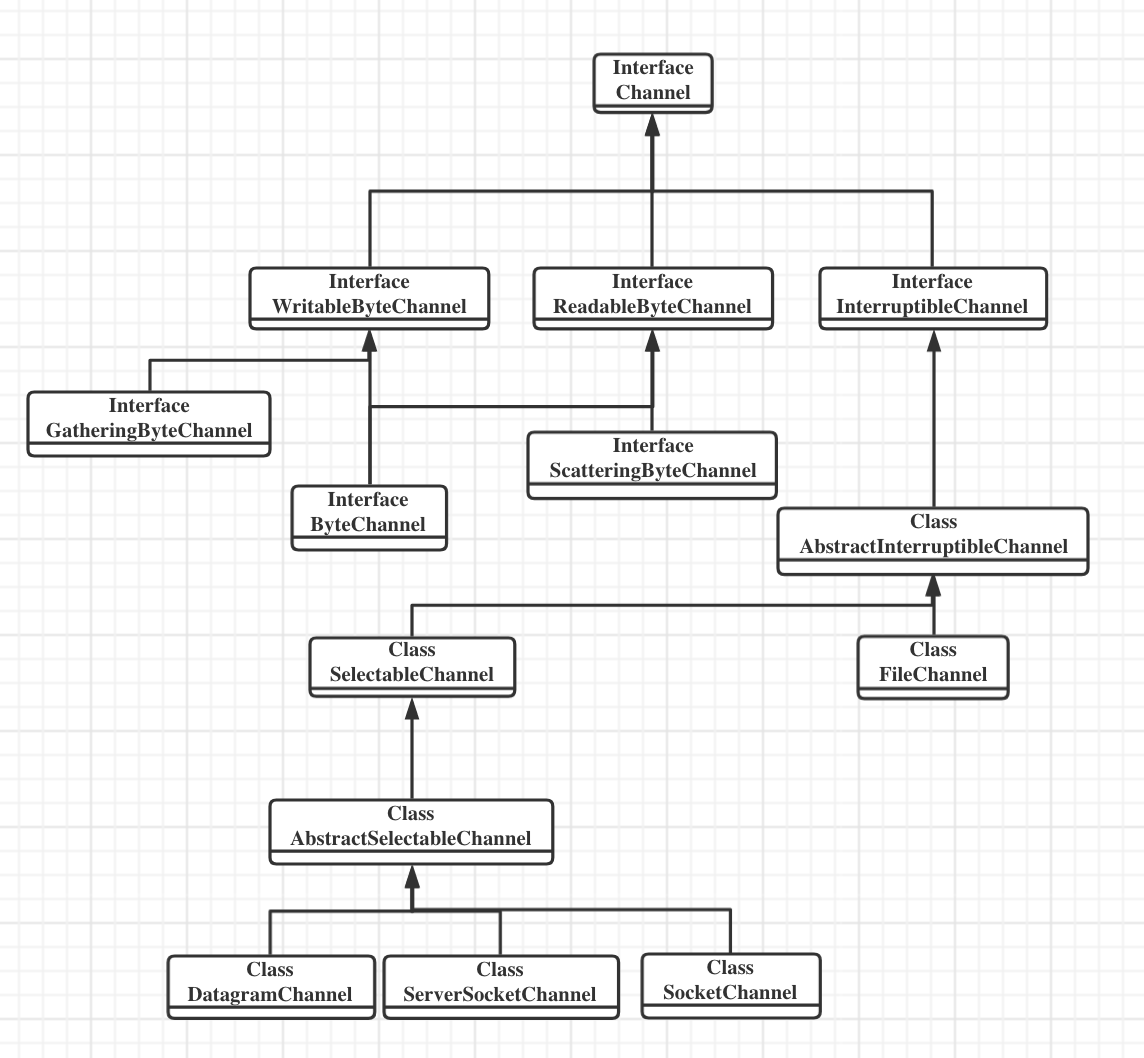 Interface
Channel
Interface
WritableByteChannel
Interface
ReadableByteChannel
Interface
InterruptibleChannel
Interface
GatheringByteChannel
Interface
ScatteringByteChannel
Interface
ByteChannel
Class
AbstractInterruptibleChannel
Class
SelectableChannel
Class
FileChannel
Class
AbstractSelectableChannel
Class
DatagramChannel
Class
ServerSocketChannel
Class
SocketChannel